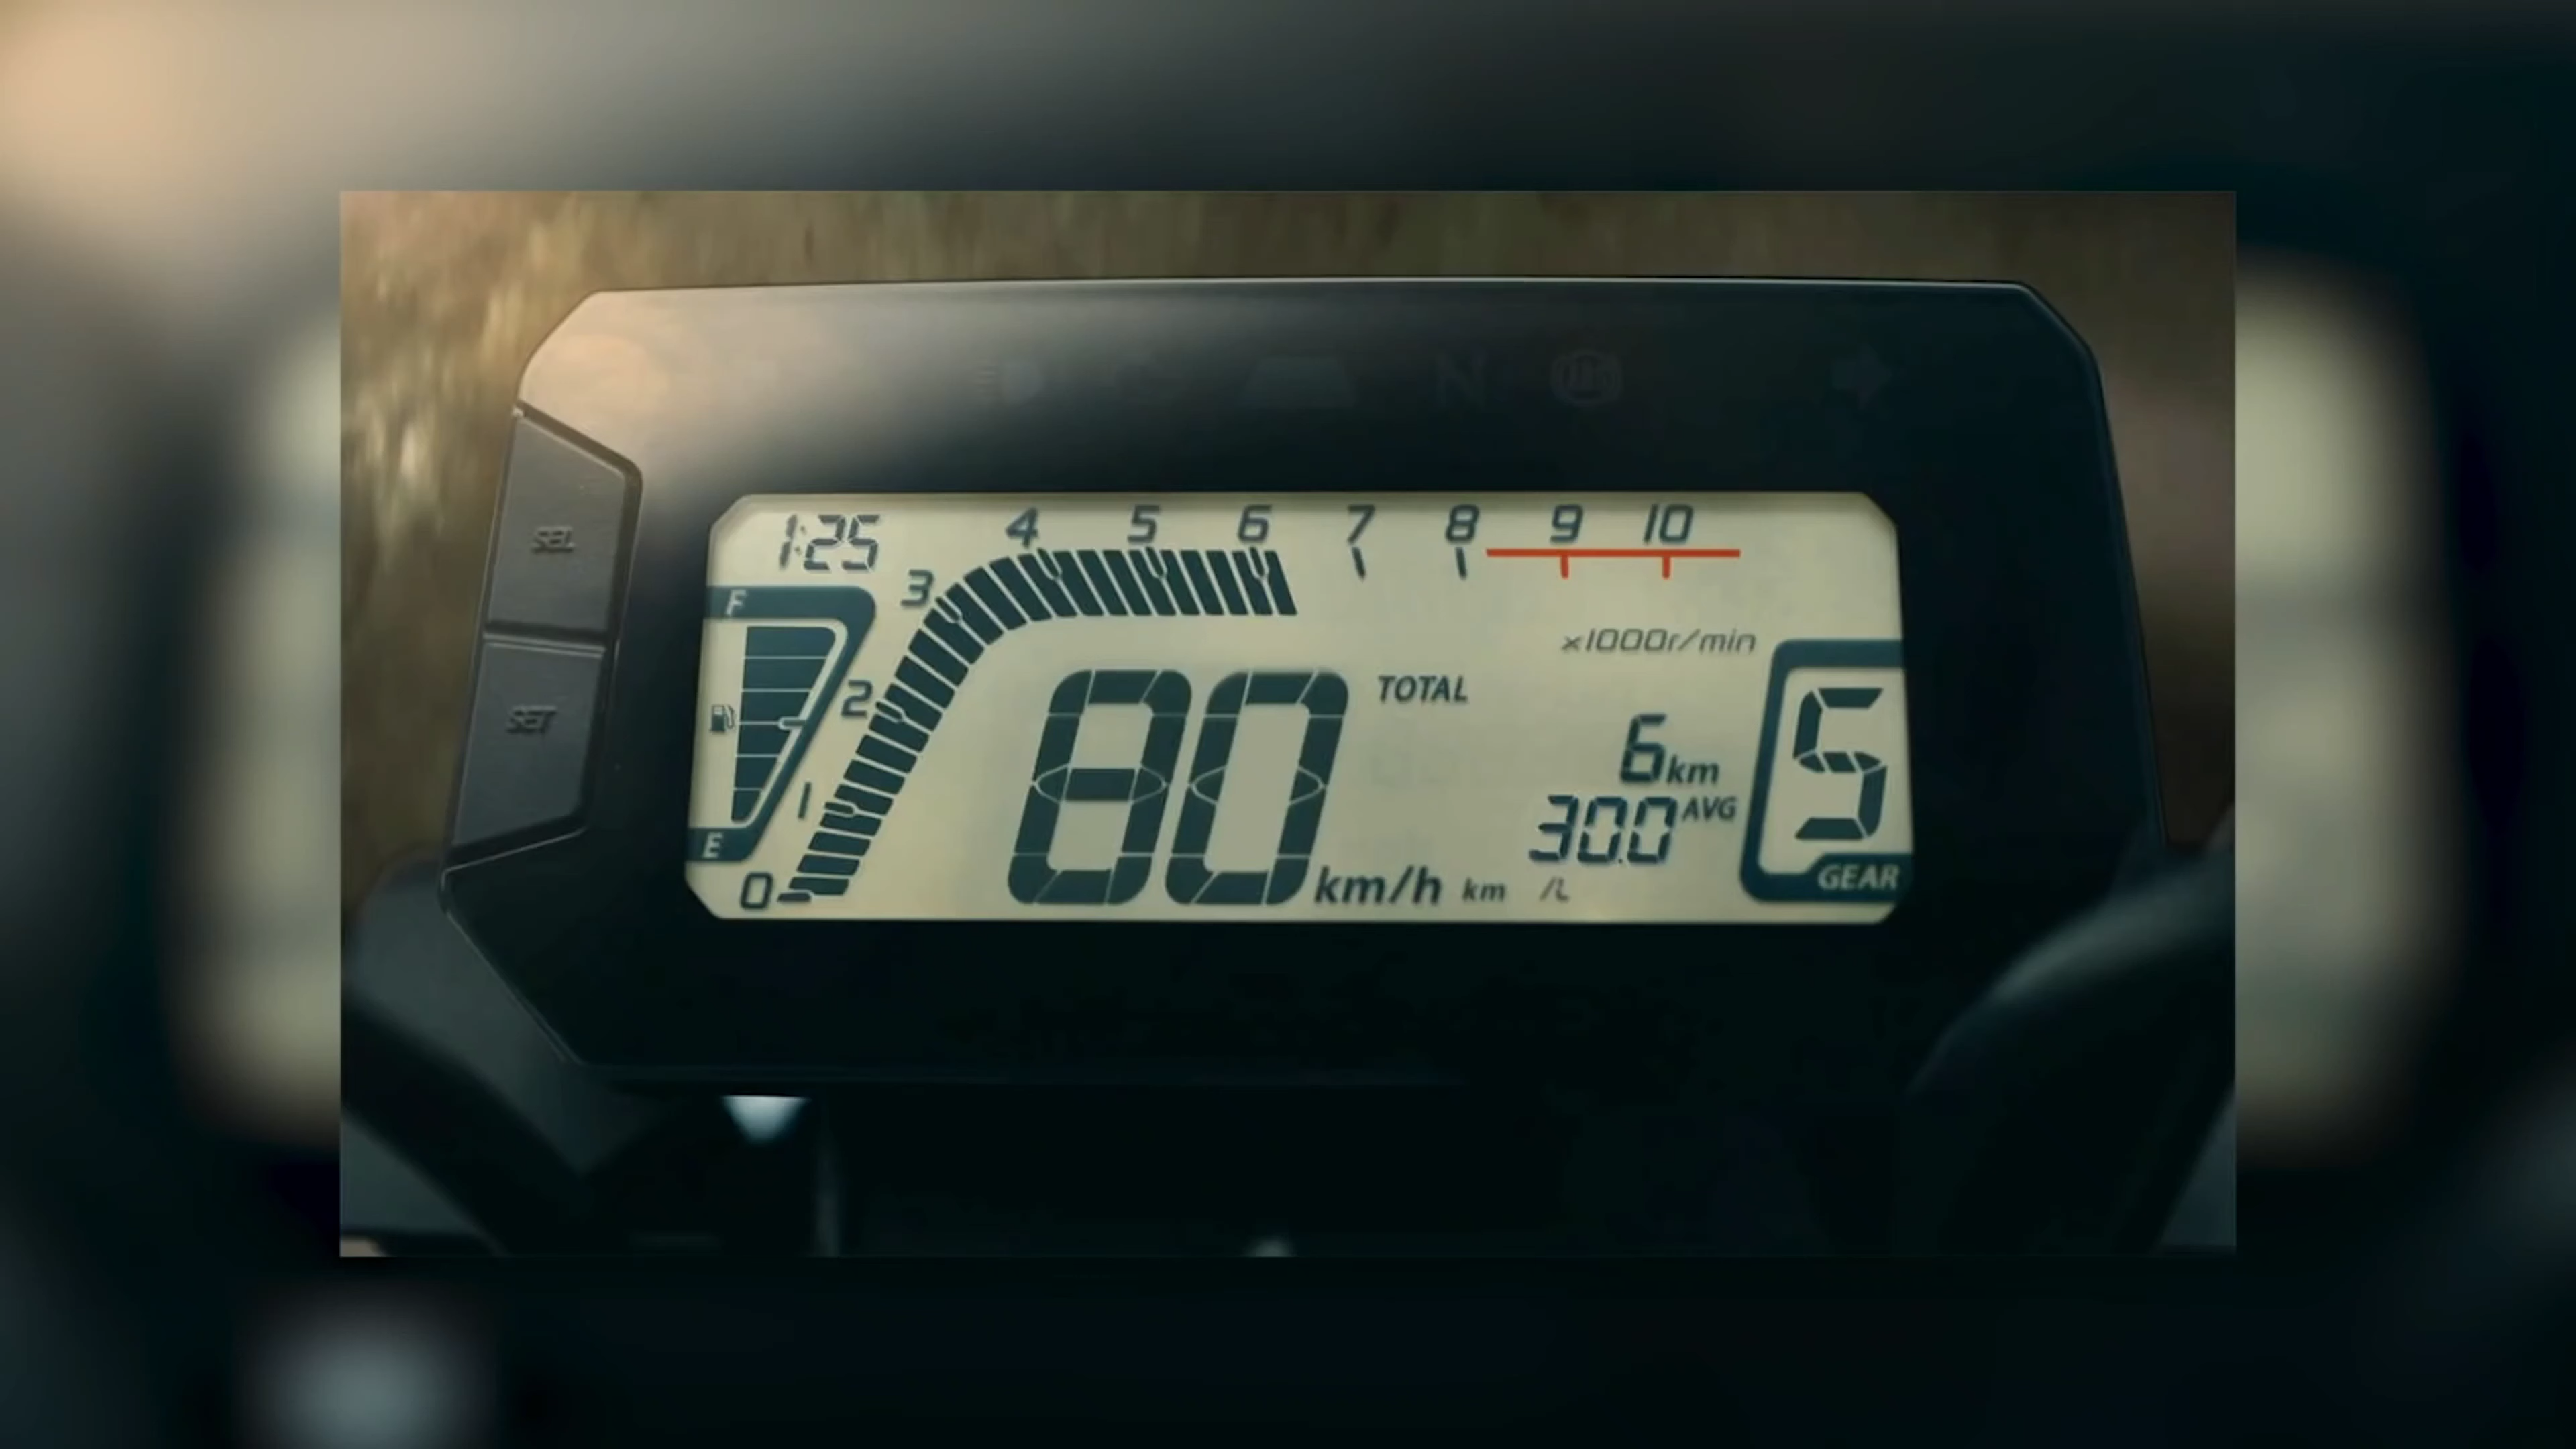 1:25
4 5 6 7 8 9 10
3
F
SEL
x1000r/min
TOTAL
2
SET
6km
80
5
1
30.0 AVG
E
0
km/h km /L
GEAR
N